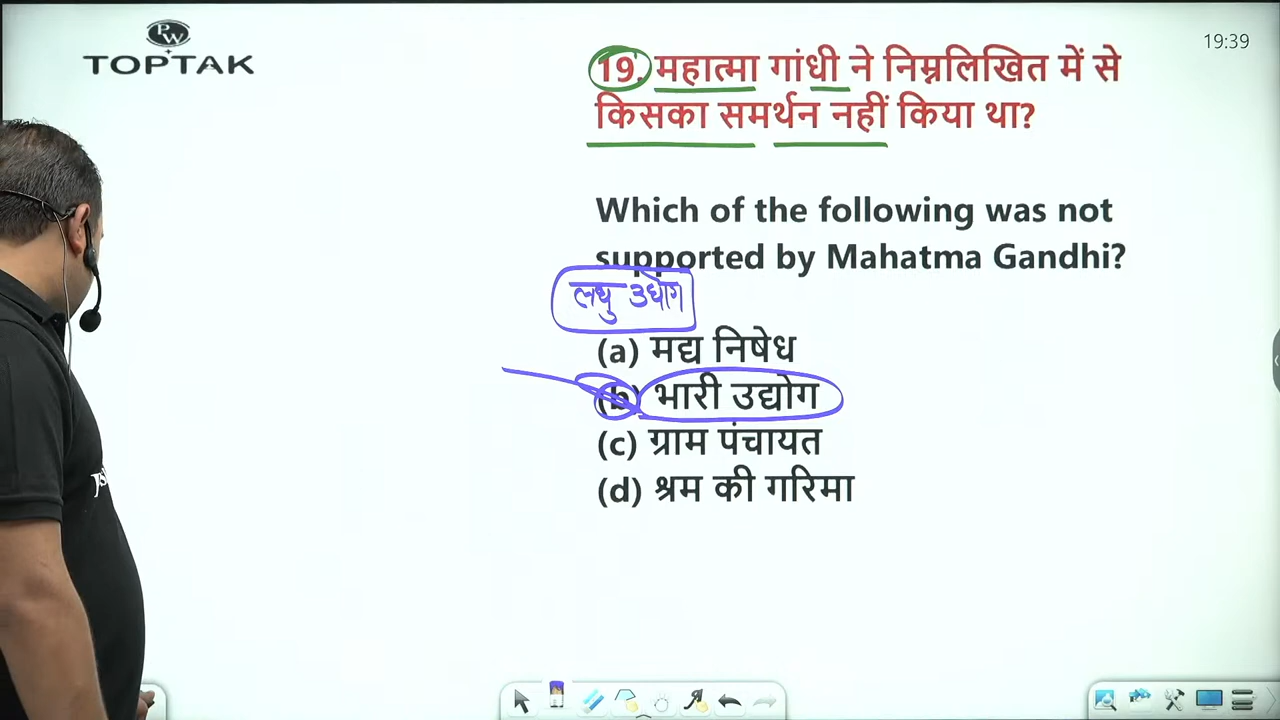 PW
TOPTAK
19:39
19. महात्मा गांधी ने निम्नलिखित में से
किसका समर्थन नहीं किया था?
Which of the following was not
supported by Mahatma Gandhi?
लघु उद्योग
(a) मद्य निषेध
(b) भारी उद्योग
(c) ग्राम पंचायत
(d) श्रम की गरिमा